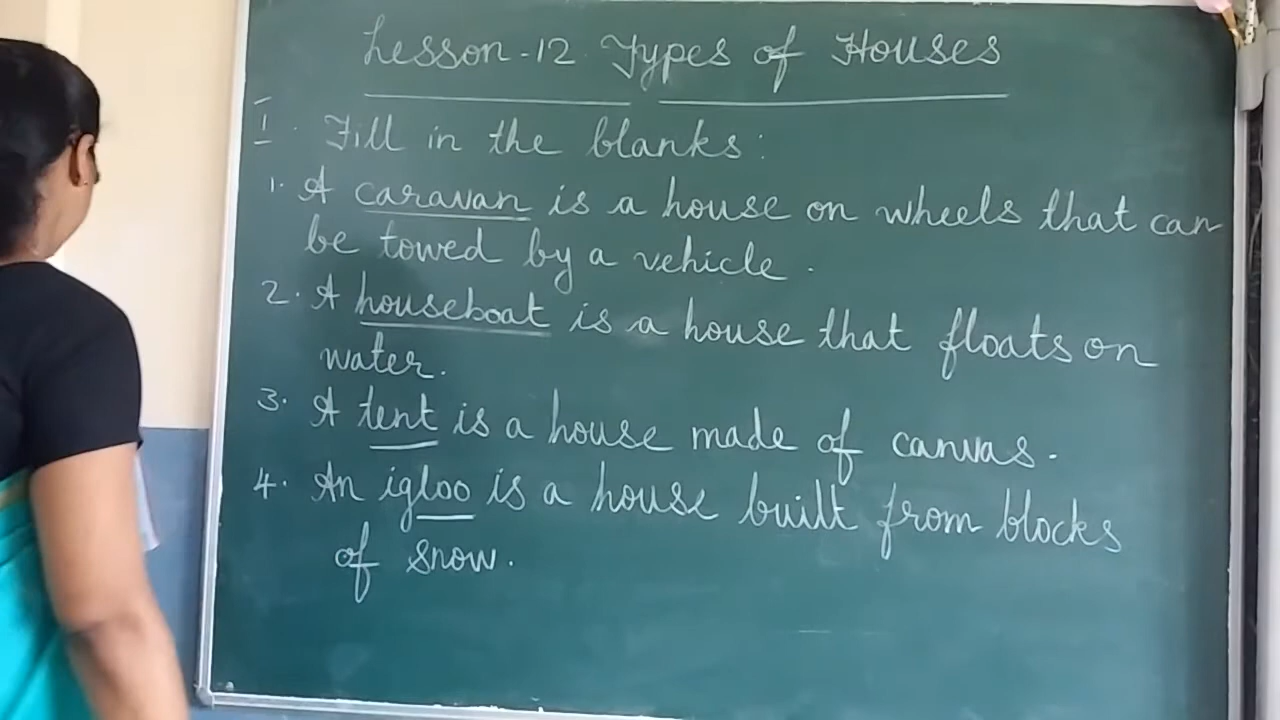 Lesson-12. Types of Houses
I. Fill in the blanks:
1. A caravan is a house on wheels that can
be towed by a vehicle.
2. A houseboat is a house that floats on
water.
3. A tent is a house made of canvas.
4. An igloo is a house built from blocks
of snow.